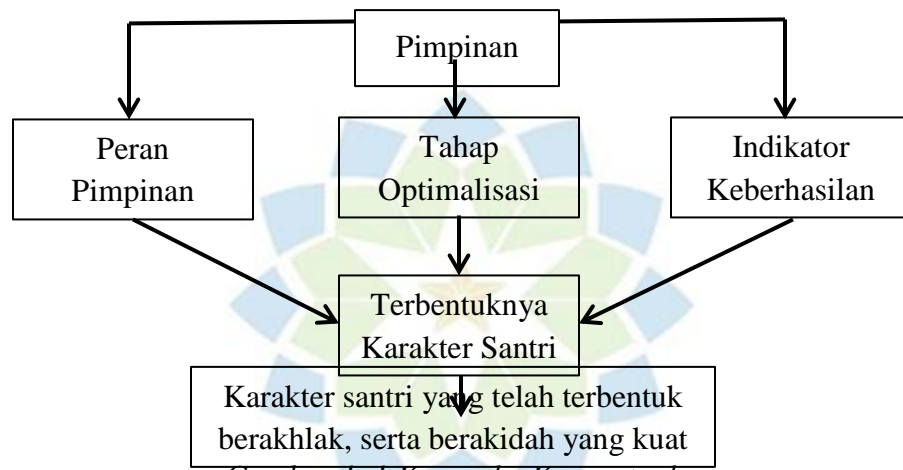 Pimpinan
Peran
Pimpinan
Tahap
Optimalisasi
Indikator
Keberhasilan
Terbentuknya
Karakter Santri
Karakter santri yang telah terbentuk
berakhlak, serta berakidah yang kuat